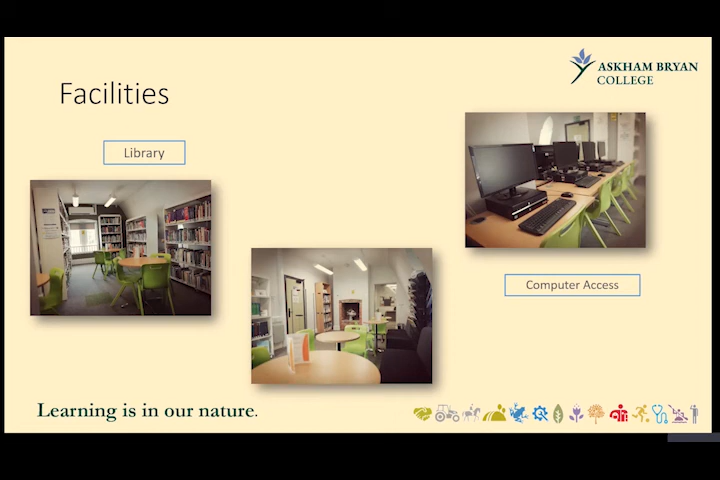 ASKHAM BRYAN
COLLEGE
Facilities
Library
Computer Access
Learning is in our nature.